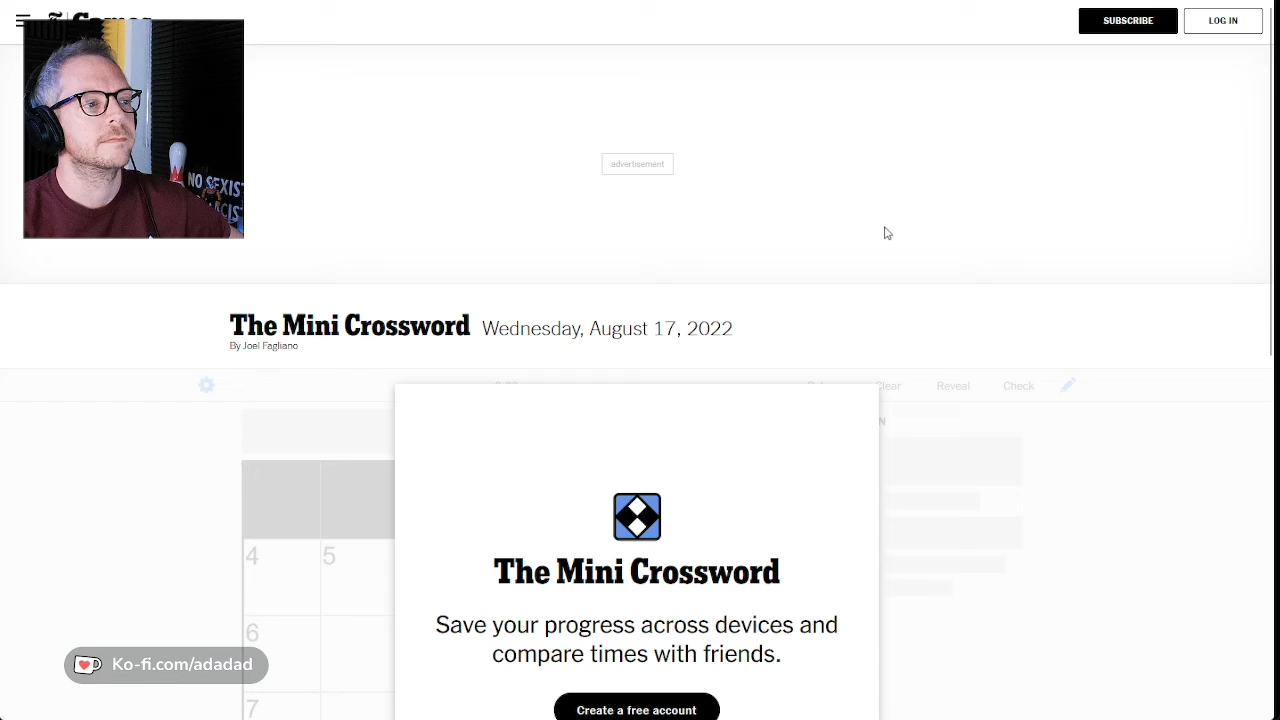 Games
SUBSCRIBE
LOG IN
advertisement
NO SEXIS
The Mini Crossword Wednesday, August 17, 2022
By Joel Fagliano
Clear
Reveal
Check
N
4
5
6
7
The Mini Crossword
Save your progress across devices and
compare times with friends.
Create a free account
Ko-fi.com/adadad